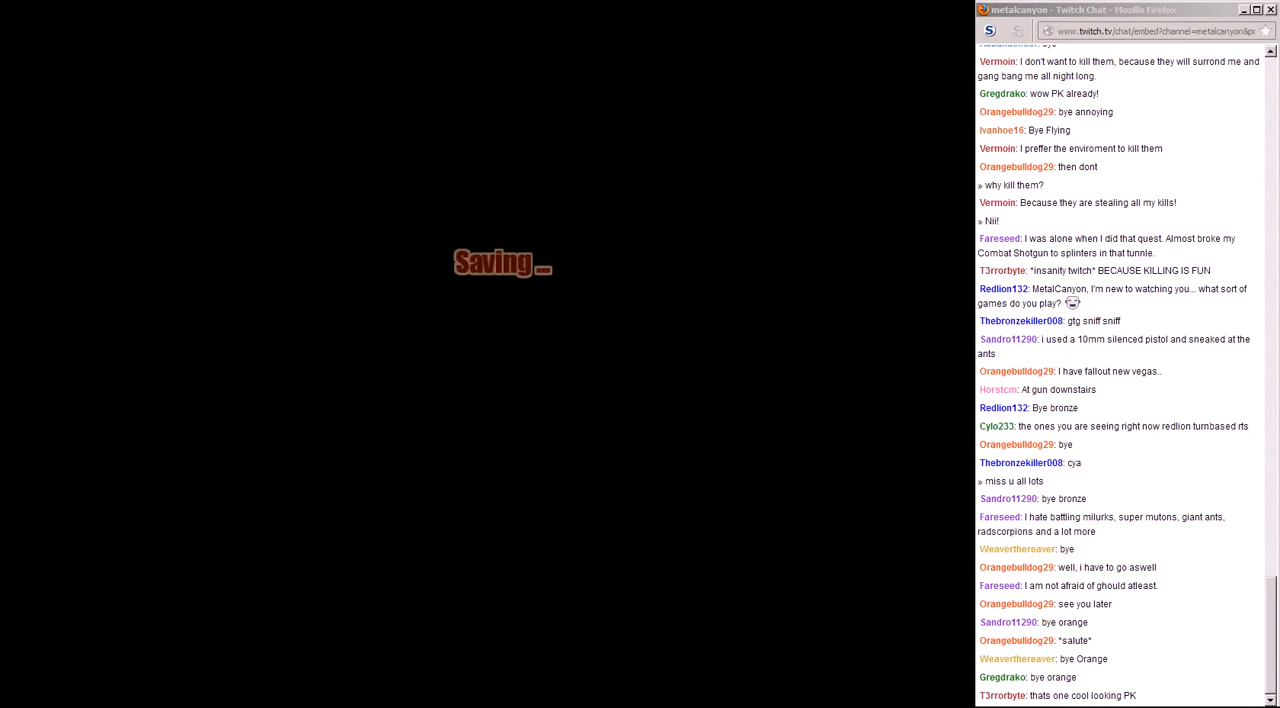 metalcanyon - Twitch Chat - Mozilla Firefox
www.twitch.tv/chat/embed?channel=metalcanyon&p
Saving ...
Vermoin: I don't want to kill them, because they will surrond me and
gang bang me all night long.
Gregdrako: wow PK already!
Orangebulldog29: bye annoying
Ivanhoe16: Bye Flying
Vermoin: I preffer the enviroment to kill them
Orangebulldog29: then dont
» why kill them?
Vermoin: Because they are stealing all my kills!
» Nii!
Fareseed: I was alone when I did that quest. Almost broke my
Combat Shotgun to splinters in that tunnle.
T3rrorbyte: *insanity twitch* BECAUSE KILLING IS FUN
Redlion132: MetalCanyon, I'm new to watching you... what sort of
games do you play?
Thebronzekiller008: gtg sniff sniff
Sandro11290: i used a 10mm silenced pistol and sneaked at the
ants
Orangebulldog29: I have fallout new vegas..
Horstcm: At gun downstairs
Redlion132: Bye bronze
Cylo233: the ones you are seeing right now redlion turnbased rts
Orangebulldog29: bye
Thebronzekiller008: cya
» miss u all lots
Sandro11290: bye bronze
Fareseed: I hate battling milurks, super mutons, giant ants,
radscorpions and a lot more
Weaverthereaver: bye
Orangebulldog29: well, i have to go aswell
Fareseed: I am not afraid of ghould atleast.
Orangebulldog29: see you later
Sandro11290: bye orange
Orangebulldog29: *salute*
Weaverthereaver: bye Orange
Gregdrako: bye orange
T3rrorbyte: thats one cool looking PK